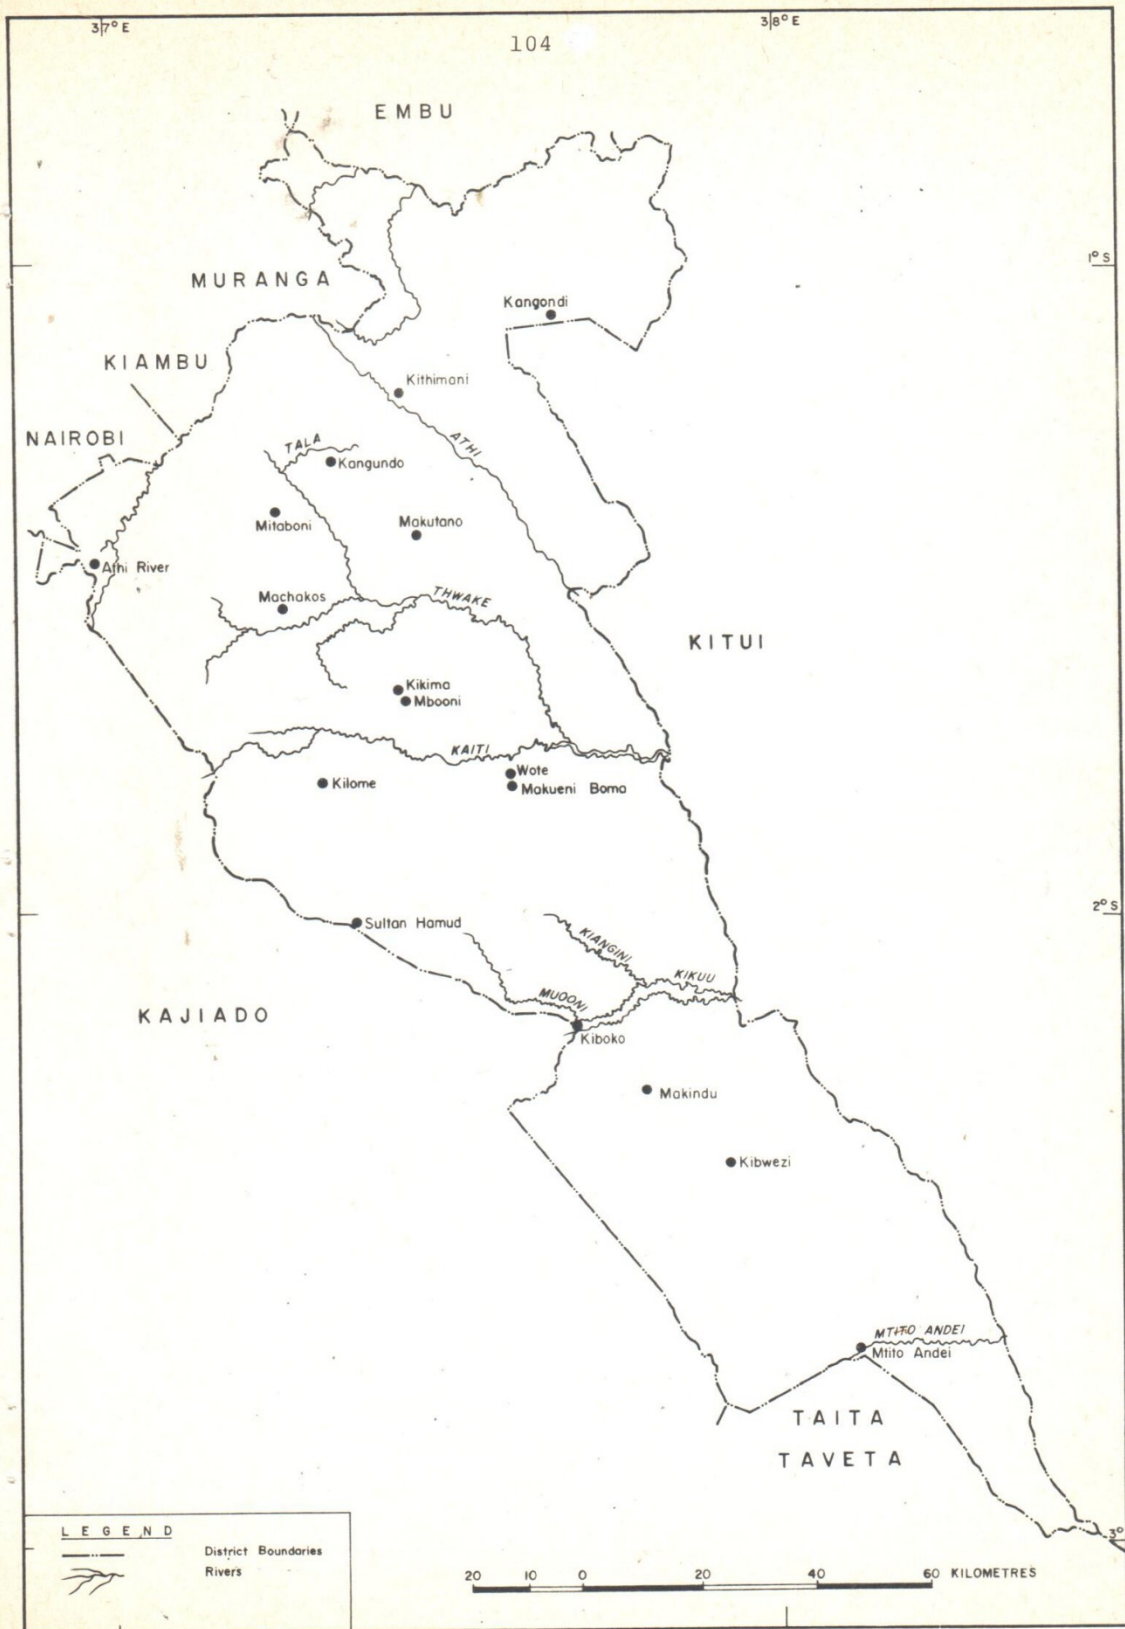 37°E
38°E
104
EMBU
1°S
MURANGA
Kangondi
KIAMBU
Kithimani
NAIROBI
TALA
ATHI
Kangundo
Mitaboni
Makutano
Athi River
Machakos
THWAKE
KITUI
Kikima
Mbooni
KAITI
Wote
Kilome
Makueni Boma
2°S
Sultan Hamud
KIANGINI
KIKUU
MUOONI
KAJIADO
Kiboko
Makindu
Kibwezi
MTITO ANDEI
Mtito Andei
TAITA
TAVETA
3°
LEGEND
District Boundaries
Rivers
20 10 0 20 40 60 KILOMETRES